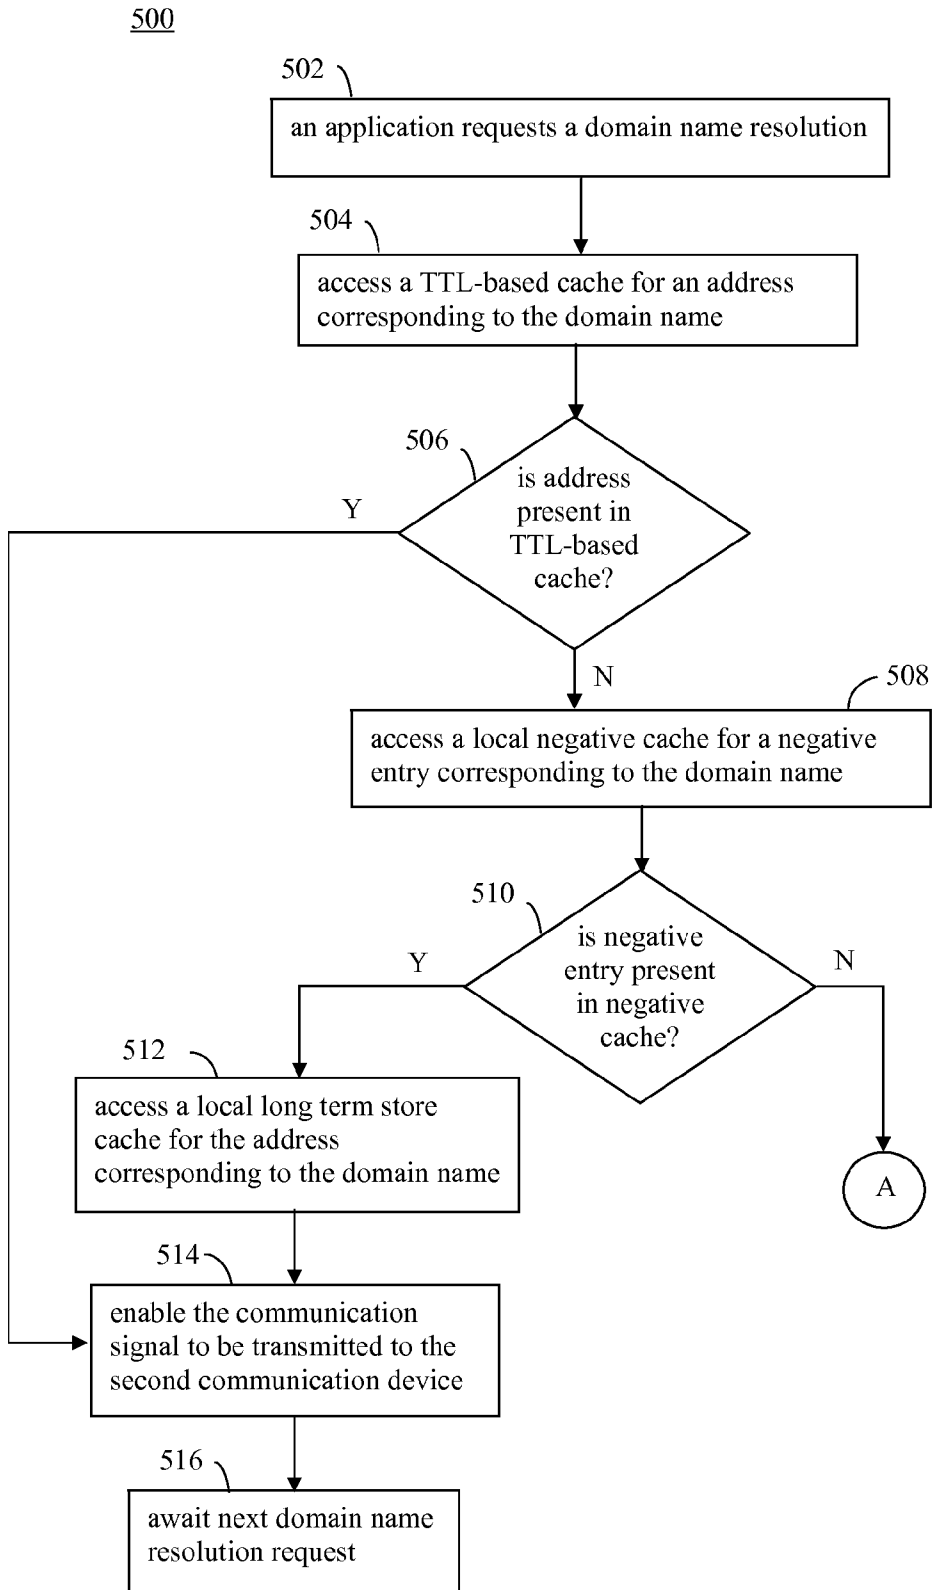 500
502
an application requests a domain name resolution
504
access a TTL-based cache for an address
corresponding to the domain name
506
is address
present in
TTL-based
cache?
Y
N
508
access a local negative cache for a negative
entry corresponding to the domain name
510
is negative
entry present
in negative
cache?
Y
N
512
access a local long term store
cache for the address
corresponding to the domain name
A
514
enable the communication
signal to be transmitted to the
second communication device
516
await next domain name
resolution request